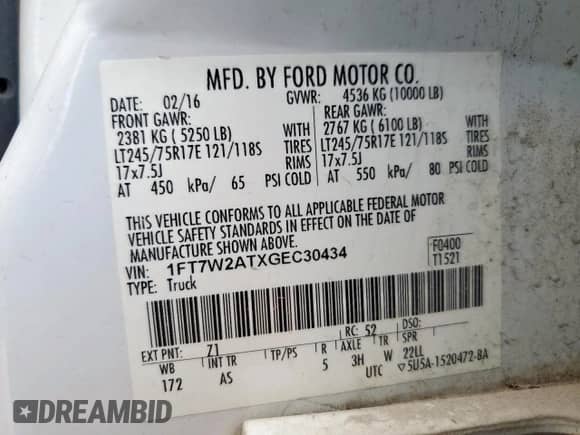 MFD. BY FORD MOTOR CO.
DATE: 02/16 GVWR: 4536 KG (10000 LB)
FRONT GAWR: REAR GAWR:
2381 KG ( 5250 LB) WITH 2767 KG ( 6100 LB) WITH
LT245/75R17E 121/118S TIRES LT245/75R17E 121/118S TIRES
17x7.5J RIMS 17x7.5J RIMS
AT 450 kPa/ 65 PSI COLD AT 550 kPa/ 80 PSI COLD
THIS VEHICLE CONFORMS TO ALL APPLICABLE FEDERAL MOTOR
VEHICLE SAFETY STANDARDS IN EFFECT ON THE DATE OF
MANUFACTURE SHOWN ABOVE.
VIN: 1FT7W2ATXGEC30434 F0400
TYPE: Truck T1521
EXT PNT: Z1 RC: 52 DSO:
WB INT TR TP/PS R AXLE TR SPR
172 AS 5 3H W 22LL
UTC 5U5A-1520472-BA
DREAMBID